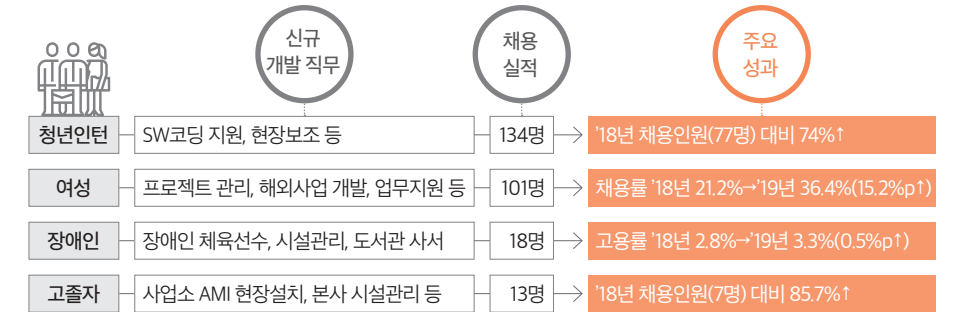 신규
개발 직무
채용
실적
주요
성과
청년인턴 SW코딩 지원, 현장보조 등 134명 '18년 채용인원(77명) 대비 74%↑
여성 프로젝트 관리, 해외사업 개발, 업무지원 등 101명 채용률 '18년 21.2%→'19년 36.4%(15.2%p↑)
장애인 장애인 체육선수, 시설관리, 도서관 사서 18명 고용률 '18년 2.8%→'19년 3.3%(0.5%p↑)
고졸자 사업소 AMI 현장설치, 본사 시설관리 등 13명 '18년 채용인원(7명) 대비 85.7%↑